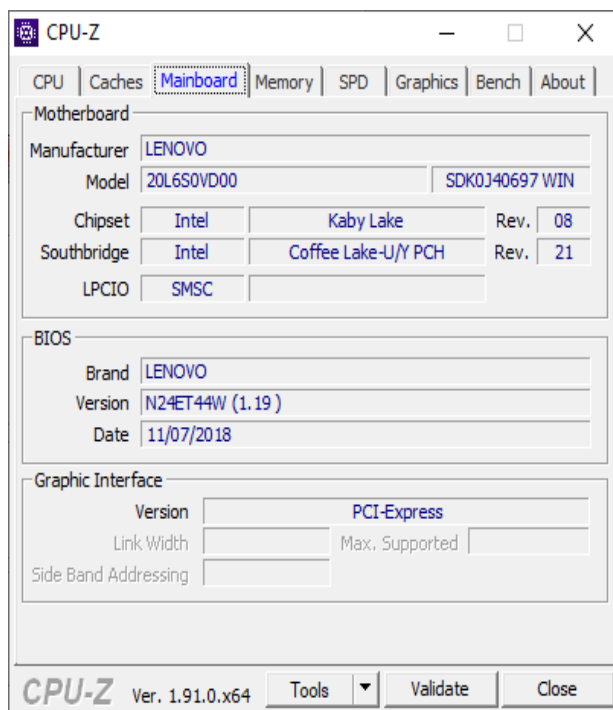 CPU-Z
CPU Caches Mainboard Memory SPD Graphics Bench About
Motherboard
Manufacturer LENOVO
Model 20L6S0VD00 SDK0J40697 WIN
Chipset Intel Kaby Lake Rev. 08
Southbridge Intel Coffee Lake-U/Y PCH Rev. 21
LPCIO SMSC
BIOS
Brand LENOVO
Version N24ET44W (1.19 )
Date 11/07/2018
Graphic Interface
Version PCI-Express
Link Width Max. Supported
Side Band Addressing
CPU-Z Ver. 1.91.0.x64 Tools Validate Close